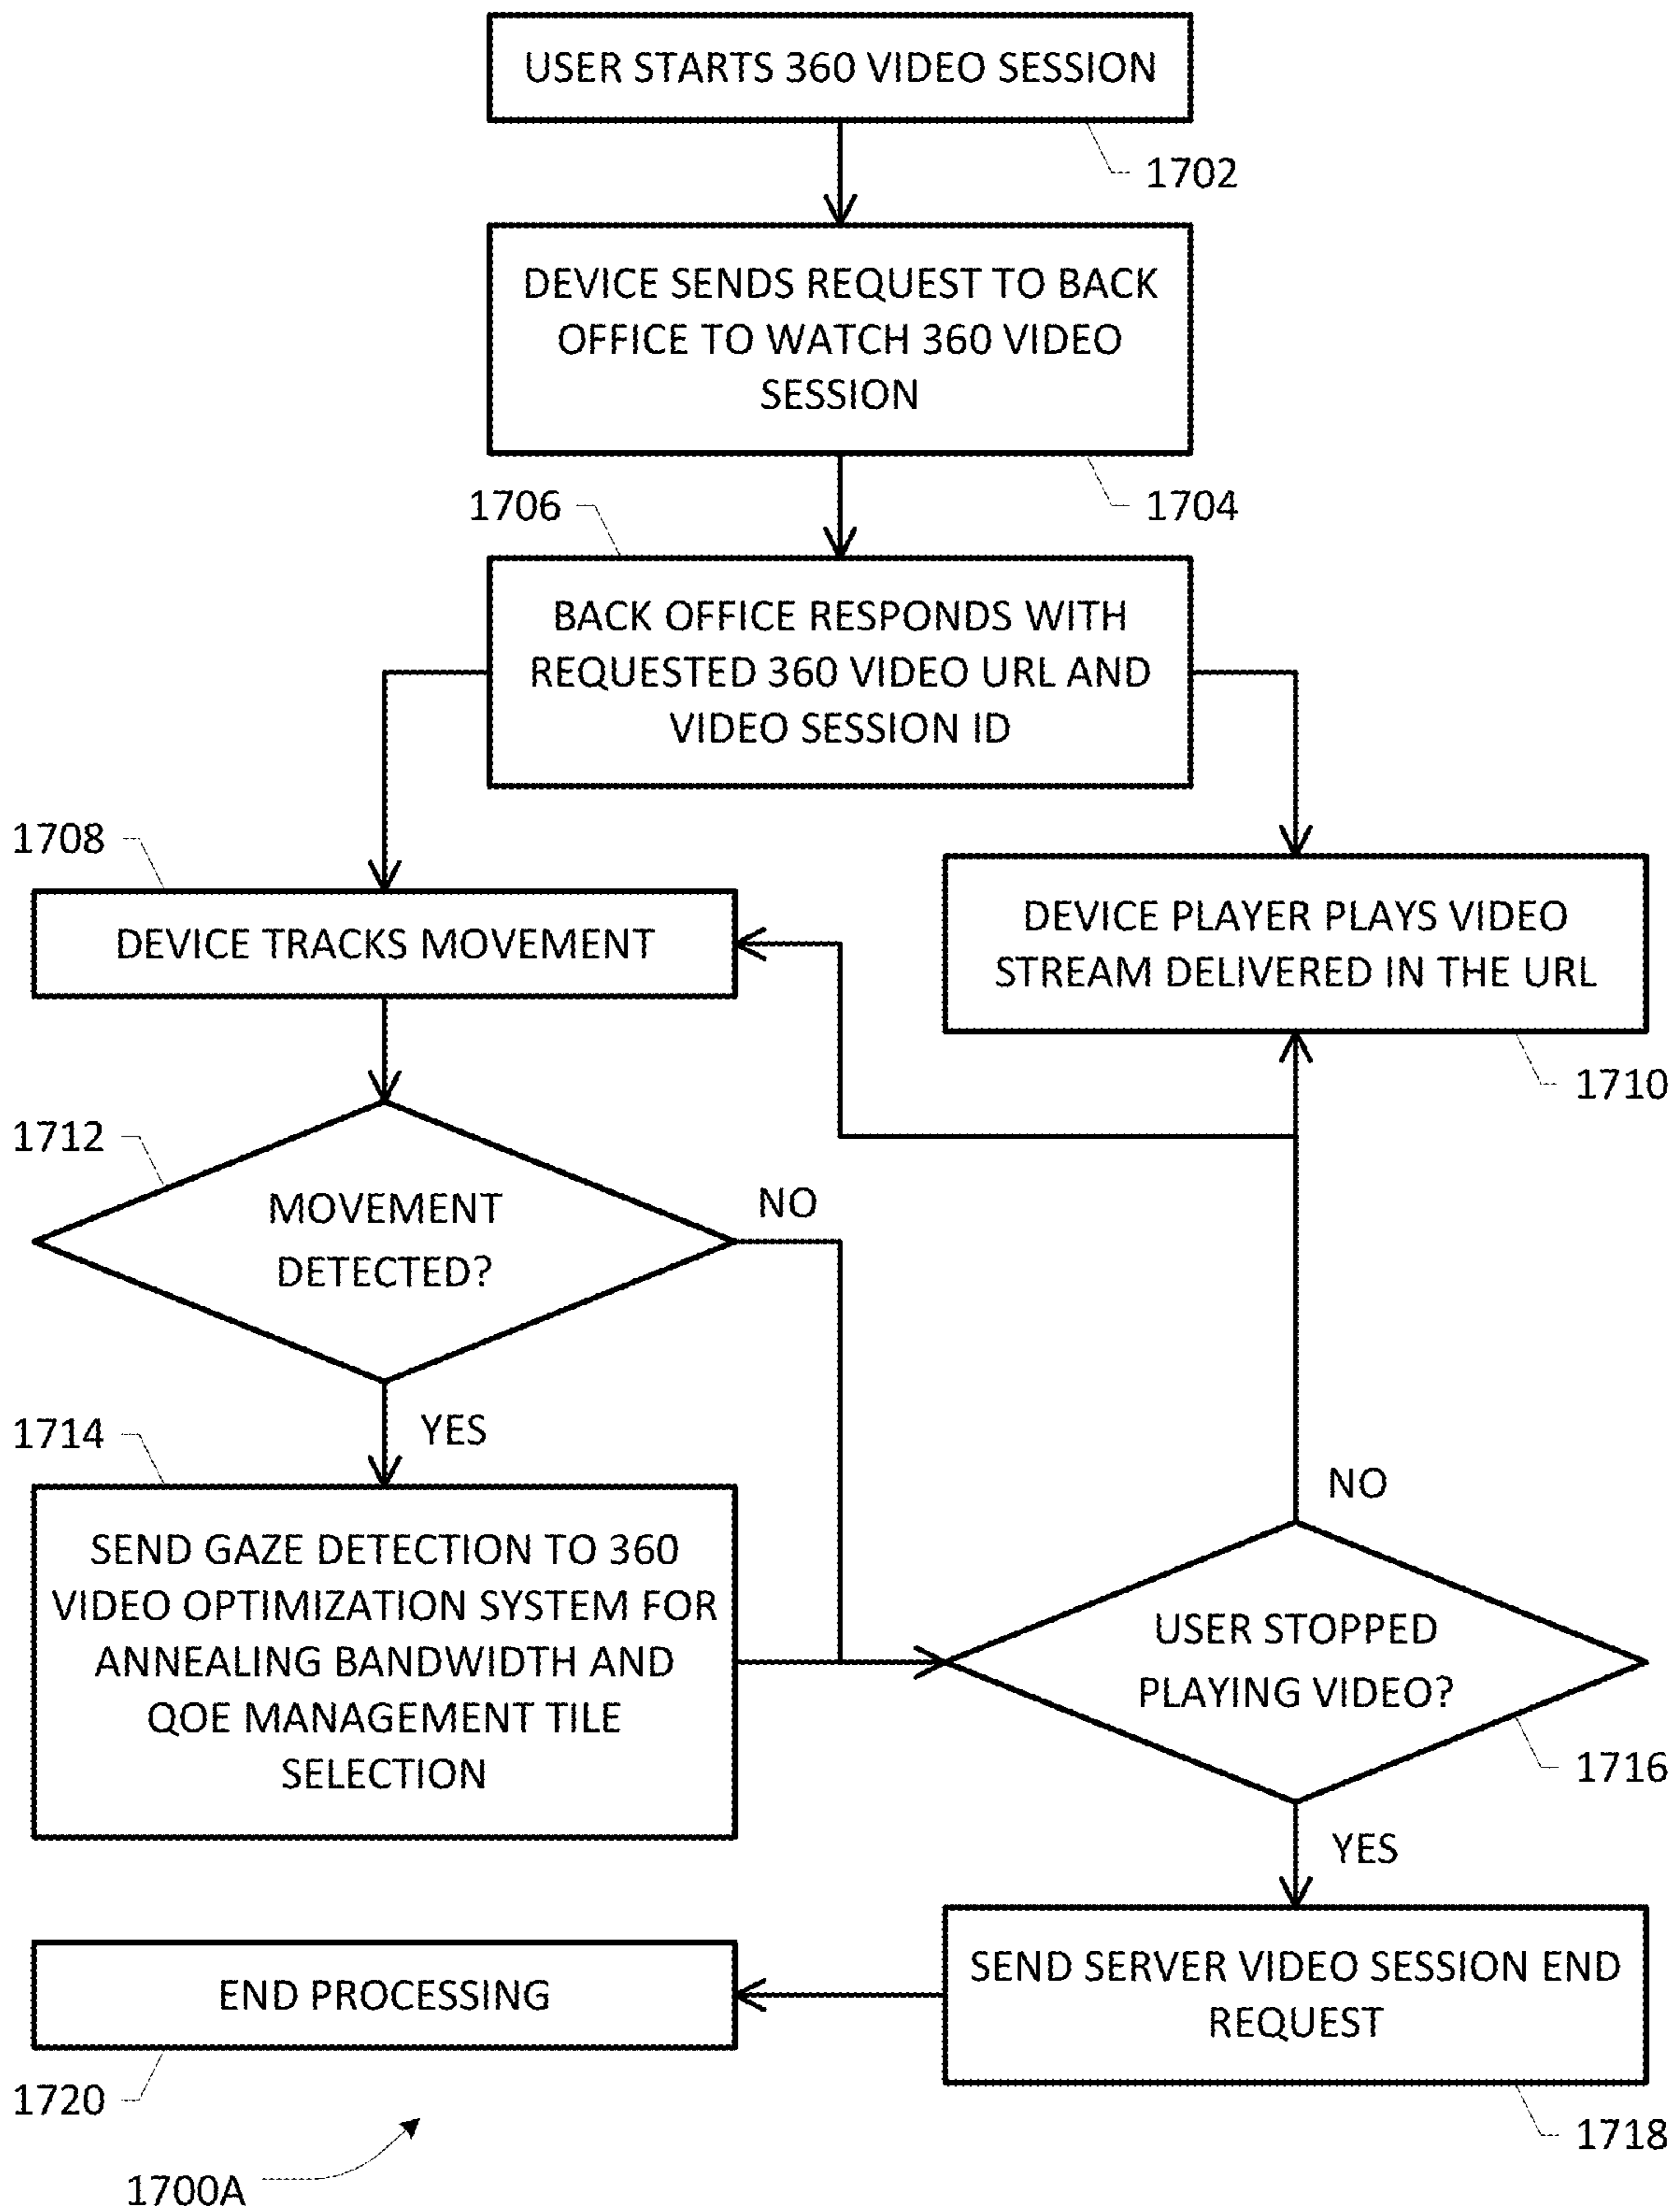 USER STARTS 360 VIDEO SESSION
1702
DEVICE SENDS REQUEST TO BACK
OFFICE TO WATCH 360 VIDEO
SESSION
1704
1706
BACK OFFICE RESPONDS WITH
REQUESTED 360 VIDEO URL AND
VIDEO SESSION ID
1708
DEVICE TRACKS MOVEMENT
DEVICE PLAYER PLAYS VIDEO
STREAM DELIVERED IN THE URL
1710
1712
MOVEMENT
DETECTED?
NO
YES
1714
SEND GAZE DETECTION TO 360
VIDEO OPTIMIZATION SYSTEM FOR
ANNEALING BANDWIDTH AND
QOE MANAGEMENT TILE
SELECTION
NO
USER STOPPED
PLAYING VIDEO?
1716
YES
SEND SERVER VIDEO SESSION END
REQUEST
1718
END PROCESSING
1720
1700A